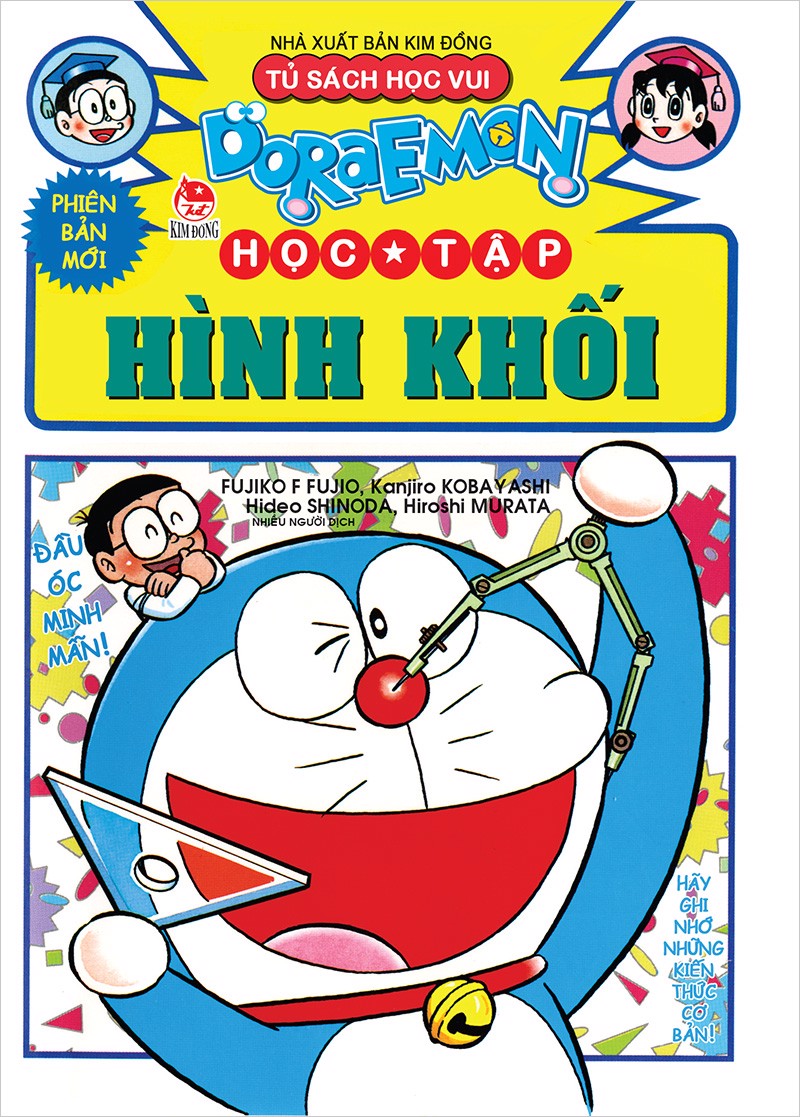 NHÀ XUẤT BẢN KIM ĐỒNG
TỦ SÁCH HỌC VUI
DORAEMON
PHIÊN
BẢN
MỚI
kđ
KIM ĐỒNG
HỌC★TẬP
HÌNH KHỐI
FUJIKO F FUJIO, Kanjiro KOBAYASHI
Hideo SHINODA, Hiroshi MURATA
NHIỀU NGƯỜI DỊCH
ĐẦU
ÓC
MINH
MẪN!
HÃY
GHI
NHỚ
NHỮNG
KIẾN
THỨC
CƠ
BẢN!